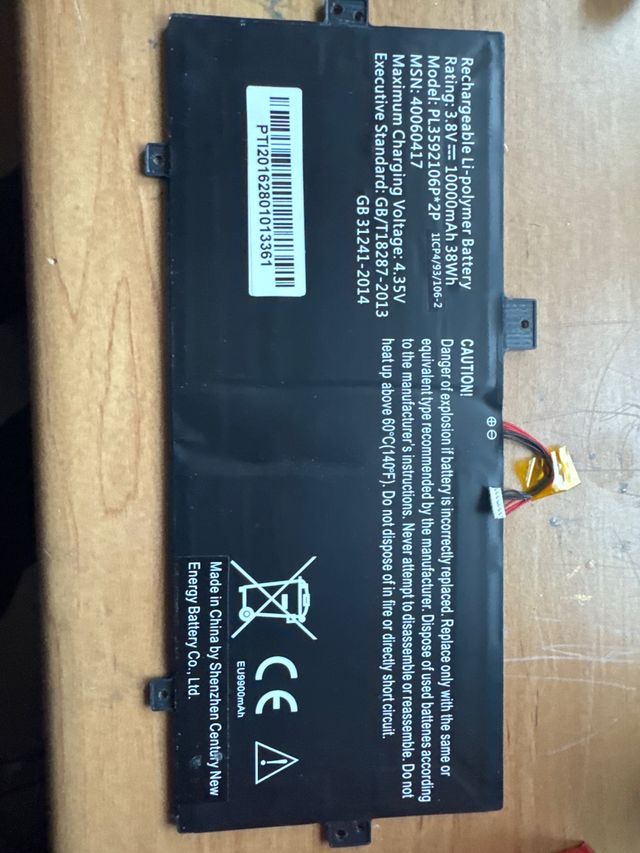 Rechargeable Li-polymer Battery
Rating: 3.8V⎓ 10000mAh 38Wh
Model: PL3592106P*2P 1ICP4/93/106-2
MSN: 40060417
Maximum Charging Voltage: 4.35V
Executive Standard: GB/T18287-2013
GB 31241-2014
PTI20162801013361
⊕⊖
CAUTION!
Danger of explosion if battery is incorrectly replaced. Replace only with the same or
equivalent type recommended by the manufacturer. Dispose of used batteries according
to the manufacturer's instructions. Never attempt to disassemble or reassemble. Do not
heat up above 60°C(140°F). Do not dispose of in fire or directly short circuit.
CE
EU9900mAh
Made in China by Shenzhen Century New
Energy Battery Co., Ltd.